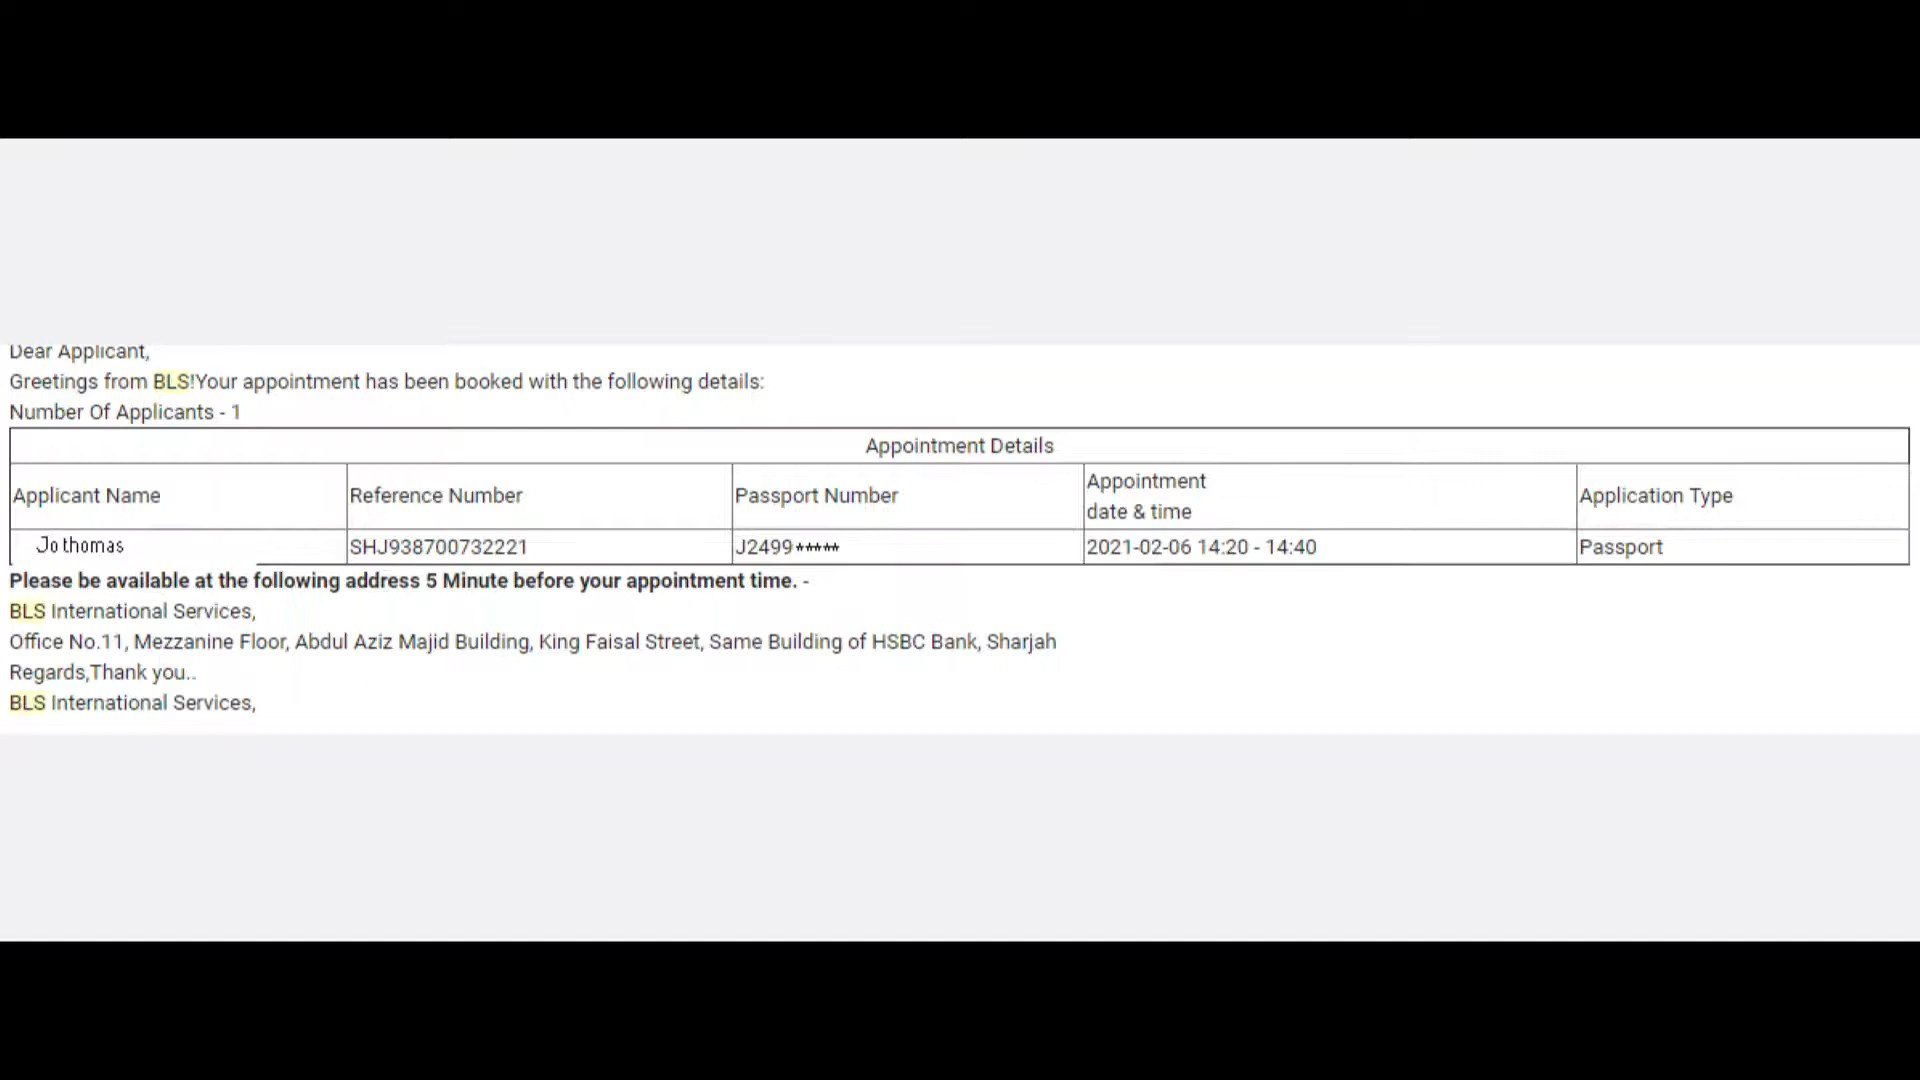 Dear Applicant,
Greetings from BLS!Your appointment has been booked with the following details:
Number Of Applicants - 1
Appointment Details
Applicant Name Reference Number Passport Number Appointment date & time Application Type
Jo thomas SHJ938700732221 J2499***** 2021-02-06 14:20 - 14:40 Passport
Please be available at the following address 5 Minute before your appointment time. -
BLS International Services,
Office No.11, Mezzanine Floor, Abdul Aziz Majid Building, King Faisal Street, Same Building of HSBC Bank, Sharjah
Regards,Thank you..
BLS International Services,